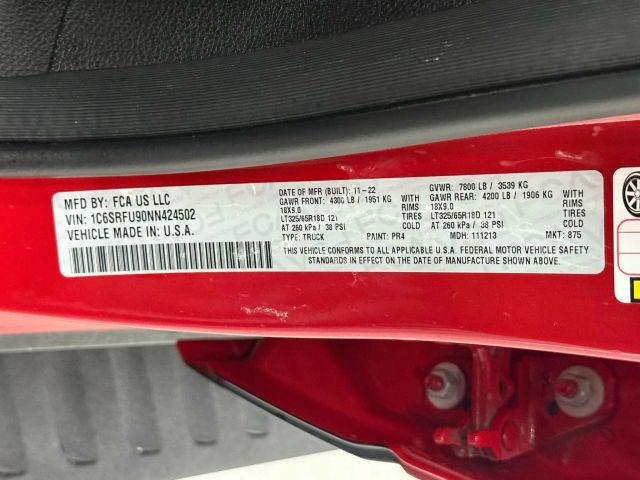 MFD BY: FCA US LLC
VIN: 1C6SRFU90NN424502
VEHICLE MADE IN: U.S.A.
DATE OF MFR (BUILT): 11-22
GAWR FRONT: 4300 LB / 1951 KG
WITH
18X9.0 RIMS
LT325/65R18D 121 TIRES
AT 260 kPa / 38 PSI COLD
TYPE: TRUCK PAINT: PR4
GVWR: 7800 LB / 3539 KG
GAWR REAR: 4200 LB / 1906 KG
WITH
18X9.0 RIMS
LT325/65R18D 121 TIRES
AT 260 kPa / 38 PSI COLD
MDH: 111213 MKT: 875
THIS VEHICLE CONFORMS TO ALL APPLICABLE U.S.A. FEDERAL MOTOR VEHICLE SAFETY
STANDARDS IN EFFECT ON THE DATE OF MANUFACTURE SHOWN ABOVE.